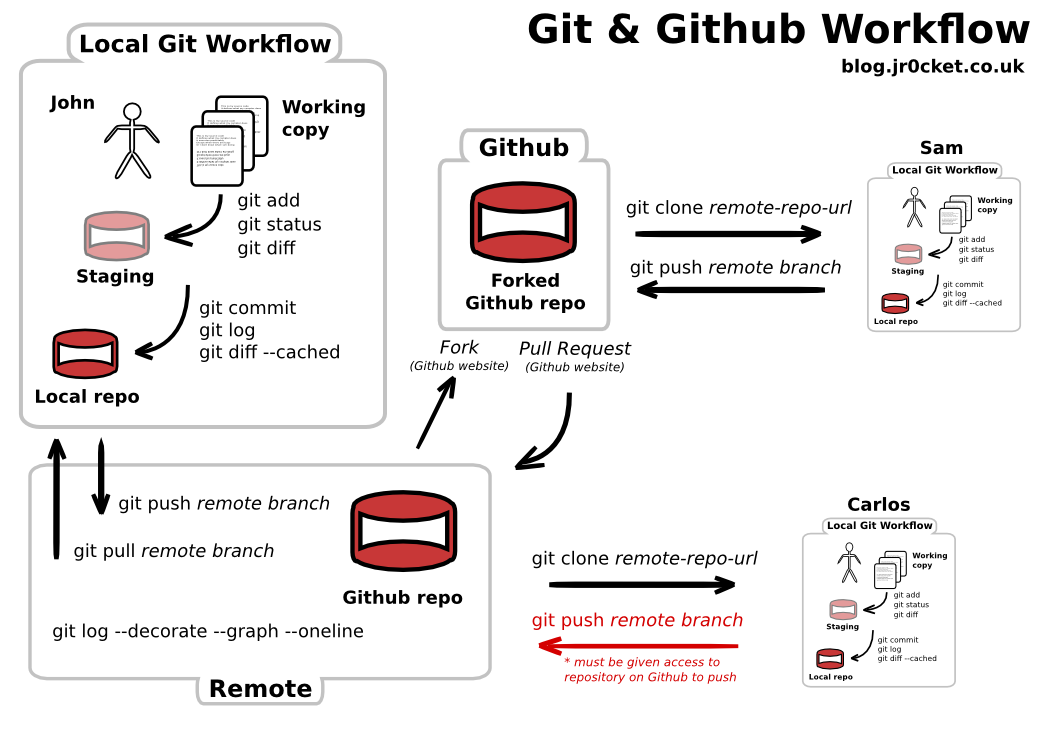 Git & Github Workflow
blog.jr0cket.co.uk
Local Git Workflow
John
Working
copy
git add
git status
git diff
Staging
git commit
git log
git diff --cached
Local repo
Github
Forked
Github repo
Fork
(Github website)
Pull Request
(Github website)
git clone remote-repo-url
git push remote branch
Sam
Local Git Workflow
Working
copy
git add
git status
git diff
Staging
git commit
git log
git diff --cached
Local repo
git push remote branch
git pull remote branch
Github repo
git log --decorate --graph --oneline
Remote
git clone remote-repo-url
git push remote branch
* must be given access to
repository on Github to push
Carlos
Local Git Workflow
Working
copy
git add
git status
git diff
Staging
git commit
git log
git diff --cached
Local repo